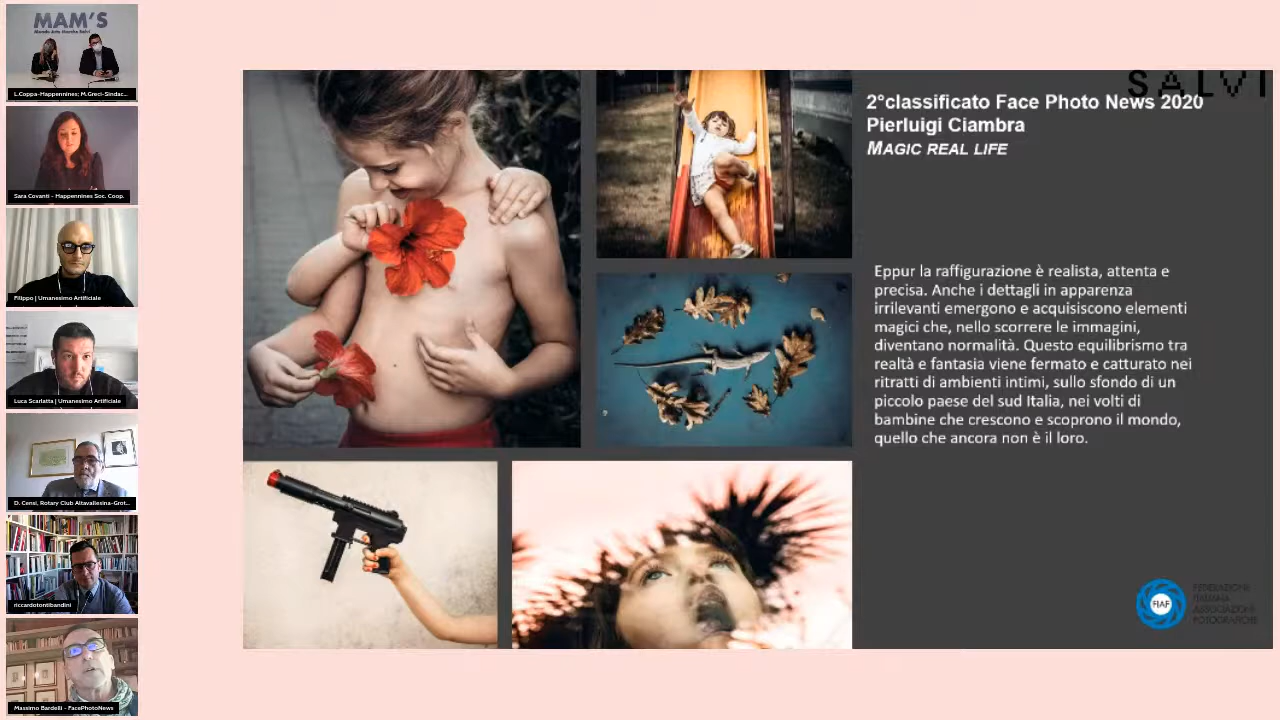 MAM'S
Mondo Arte Marche Salvi
L.Coppa-Happennines; M.Greci-Sindac...
Sara Covanti - Happennines Soc. Coop.
Filippo | Umanesimo Artificiale
Luca Scarlatta | Umanesimo Artificiale
D. Censi, Rotary Club Altavallesina-Grot...
riccardotontibandini
Massimo Bardelli - FacePhotoNews
SALVI
2°classificato Face Photo News 2020
Pierluigi Ciambra
MAGIC REAL LIFE
Eppur la raffigurazione è realista, attenta e
precisa. Anche i dettagli in apparenza
irrilevanti emergono e acquisiscono elementi
magici che, nello scorrere le immagini,
diventano normalità. Questo equilibrismo tra
realtà e fantasia viene fermato e catturato nei
ritratti di ambienti intimi, sullo sfondo di un
piccolo paese del sud Italia, nei volti di
bambine che crescono e scoprono il mondo,
quello che ancora non è il loro.
FIAF
FEDERAZIONE
ITALIANA
ASSOCIAZIONI
FOTOGRAFICHE